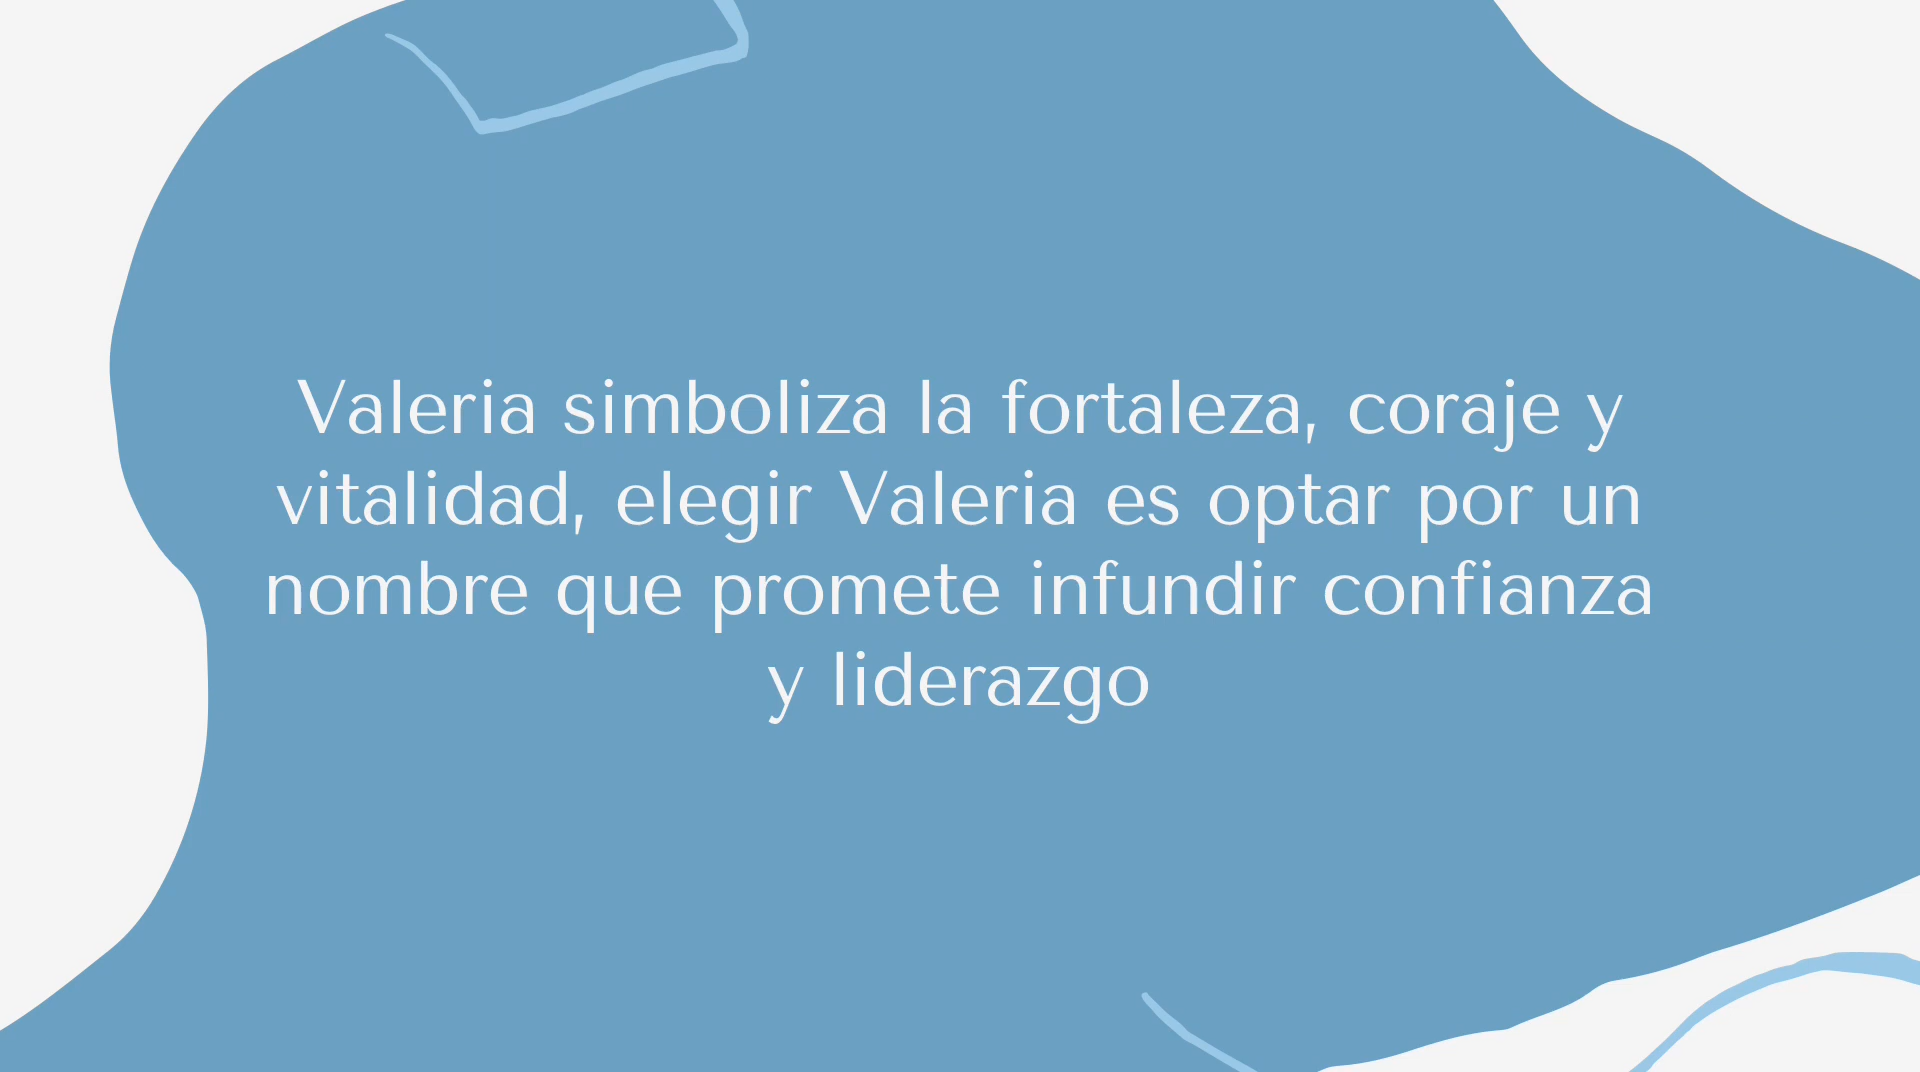 Valeria simboliza la fortaleza, coraje y
vitalidad, elegir Valeria es optar por un
nombre que promete infundir confianza
y liderazgo